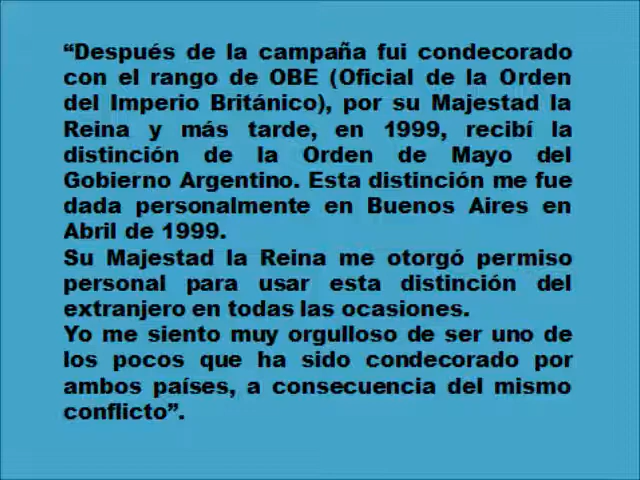 “Después de la campaña fui condecorado
con el rango de OBE (Oficial de la Orden
del Imperio Británico), por su Majestad la
Reina y más tarde, en 1999, recibí la
distinción de la Orden de Mayo del
Gobierno Argentino. Esta distinción me fue
dada personalmente en Buenos Aires en
Abril de 1999.
Su Majestad la Reina me otorgó permiso
personal para usar esta distinción del
extranjero en todas las ocasiones.
Yo me siento muy orgulloso de ser uno de
los pocos que ha sido condecorado por
ambos países, a consecuencia del mismo
conflicto”.